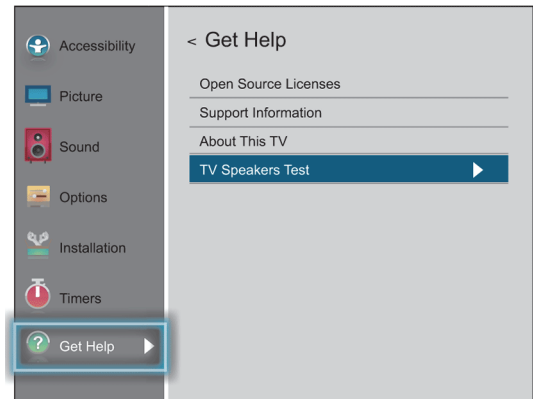 Accessibility
Picture
Sound
Options
Installation
Timers
? Get Help
< Get Help
Open Source Licenses
Support Information
About This TV
TV Speakers Test